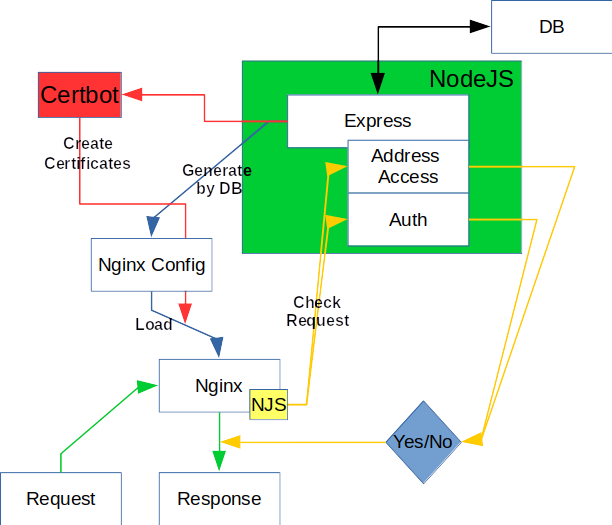 DB
NodeJS
Certbot
Express
Create
Certificates
Address
Access
Generate
by DB
Auth
Nginx Config
Check
Request
Load
Nginx
NJS
Yes/No
Request
Response